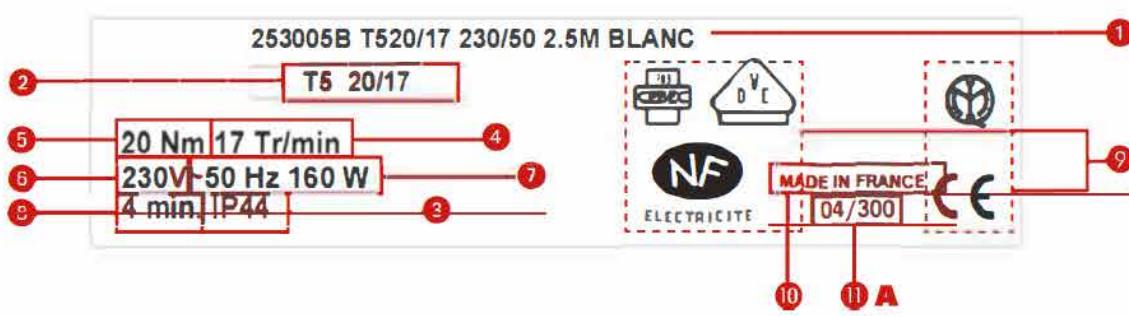 253005B T520/17 230/50 2.5M BLANC
1
2
T5 20/17
5
20 Nm 17 Tr/min
4
6
230V~50 Hz 160 W
7
8
4 min. IP44
3
D V E
NF
ELECTRICITE
9
MADE IN FRANCE
04/300
CE
10
11 A